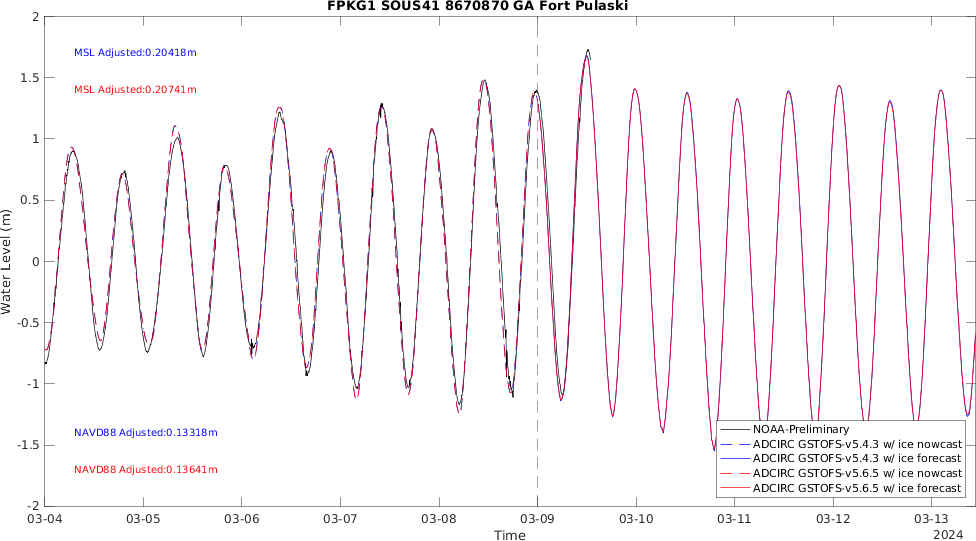 FPKG1 SOUS41 8670870 GA Fort Pulaski
2
1.5
1
0.5
0
-0.5
-1
-1.5
-2
Water Level (m)
MSL Adjusted:0.20418m
MSL Adjusted:0.20741m
NAVD88 Adjusted:0.13318m
NAVD88 Adjusted:0.13641m
NOAA-Preliminary
ADCIRC GSTOFS-v5.4.3 w/ ice nowcast
ADCIRC GSTOFS-v5.4.3 w/ ice forecast
ADCIRC GSTOFS-v5.6.5 w/ ice nowcast
ADCIRC GSTOFS-v5.6.5 w/ ice forecast
03-04 03-05 03-06 03-07 03-08 03-09 03-10 03-11 03-12 03-13
Time
2024